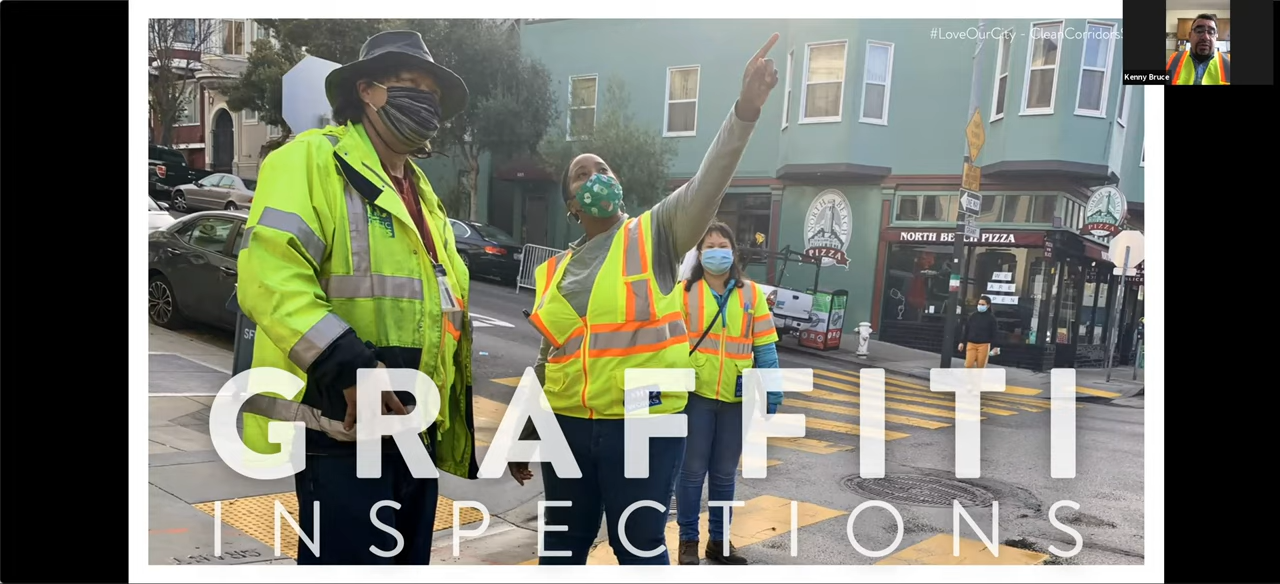 #LoveOurCity - CleanCorridors
Kenny Bruce
NORTH BEACH
PIZZA
NORTH BEACH PIZZA
WE
ARE
OPEN
GRAFFITI
INSPECTIONS